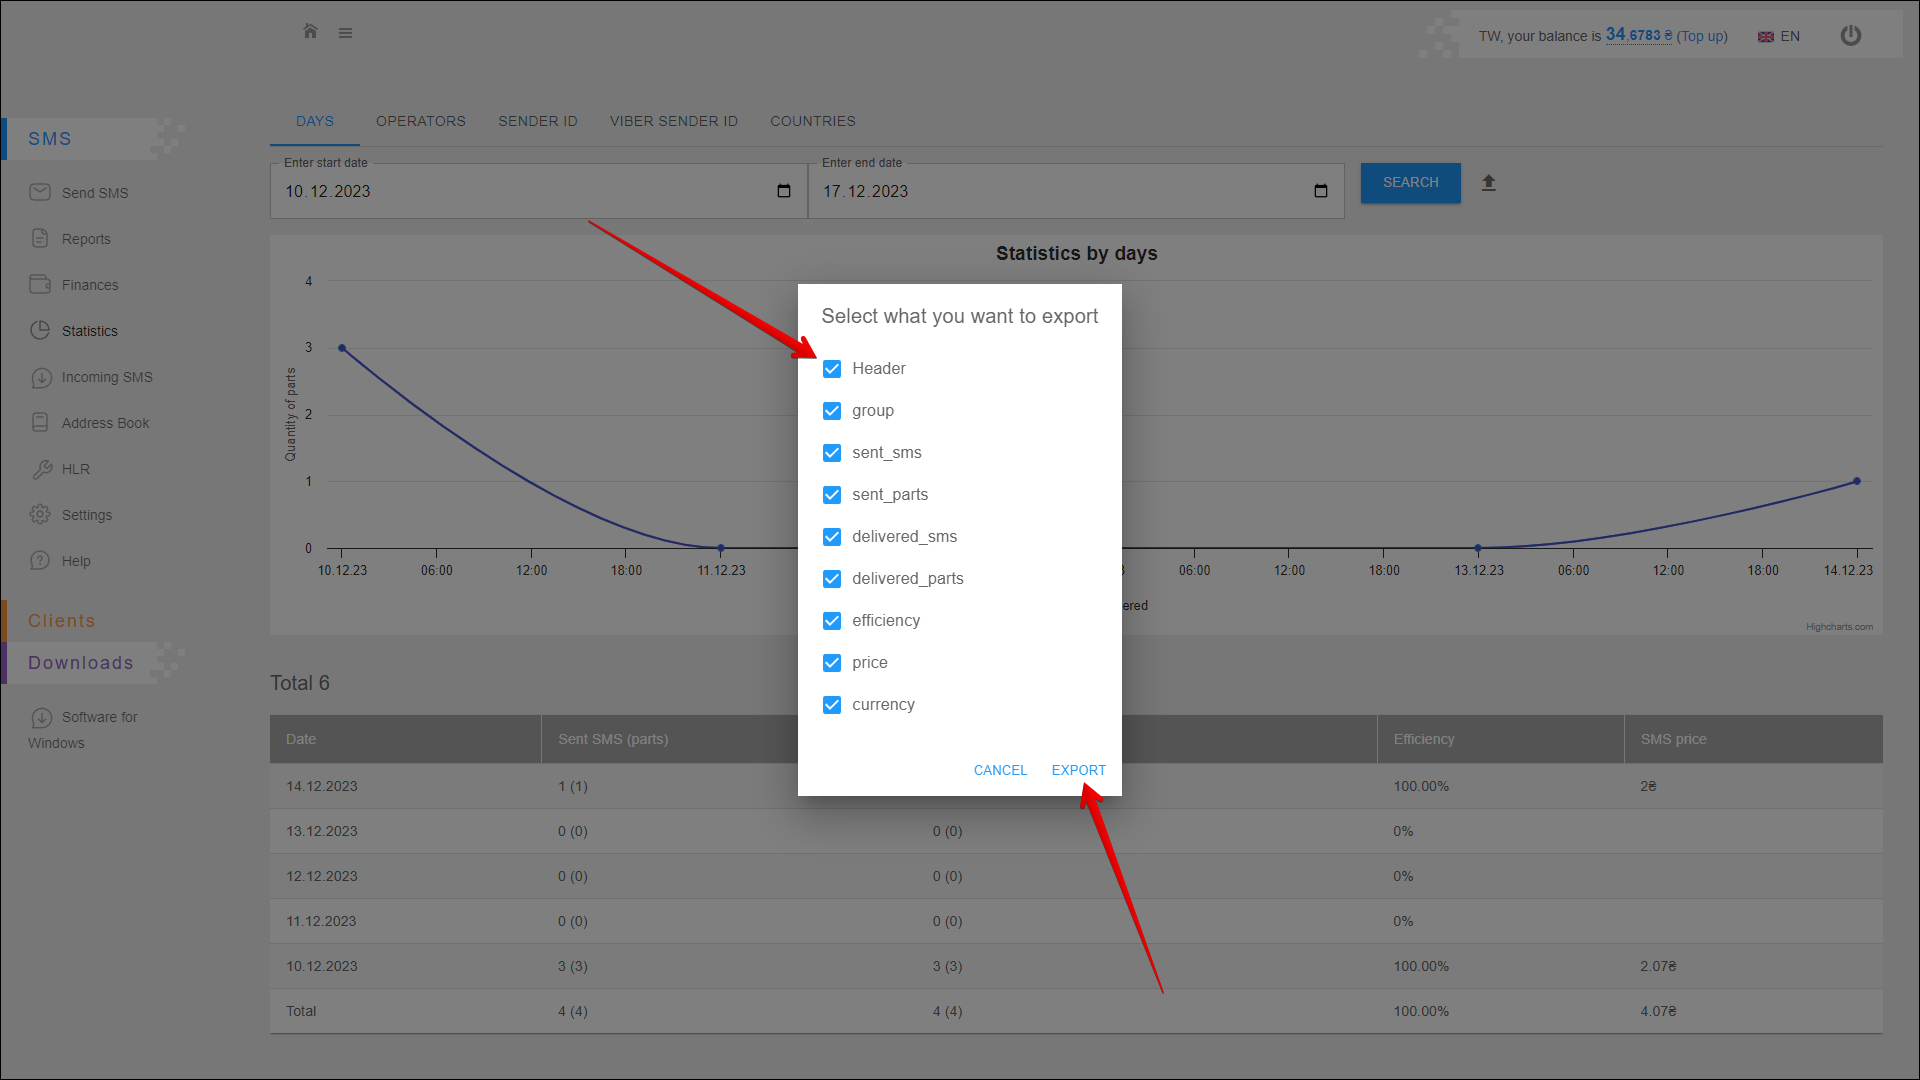 TW, your balance is 34.6783 ₴ (Top up)
EN
SMS
Send SMS
Reports
Finances
Statistics
Incoming SMS
Address Book
HLR
Settings
Help
Clients
Downloads
Software for
Windows
DAYS OPERATORS SENDER ID VIBER SENDER ID COUNTRIES
Enter start date
10.12.2023
Enter end date
17.12.2023
SEARCH
Statistics by days
Quantity of parts
4
3
2
1
0
10.12.23 06:00 12:00 18:00 11.12.23 06:00 12:00 18:00 13.12.23 06:00 12:00 18:00 14.12.23
ered
Highcharts.com
Select what you want to export
Header
group
sent_sms
sent_parts
delivered_sms
delivered_parts
efficiency
price
currency
CANCEL EXPORT
Total 6
Date Sent SMS (parts) Efficiency SMS price
14.12.2023 1 (1) 100.00% 2₴
13.12.2023 0 (0) 0 (0) 0%
12.12.2023 0 (0) 0 (0) 0%
11.12.2023 0 (0) 0 (0) 0%
10.12.2023 3 (3) 3 (3) 100.00% 2.07₴
Total 4 (4) 4 (4) 100.00% 4.07₴